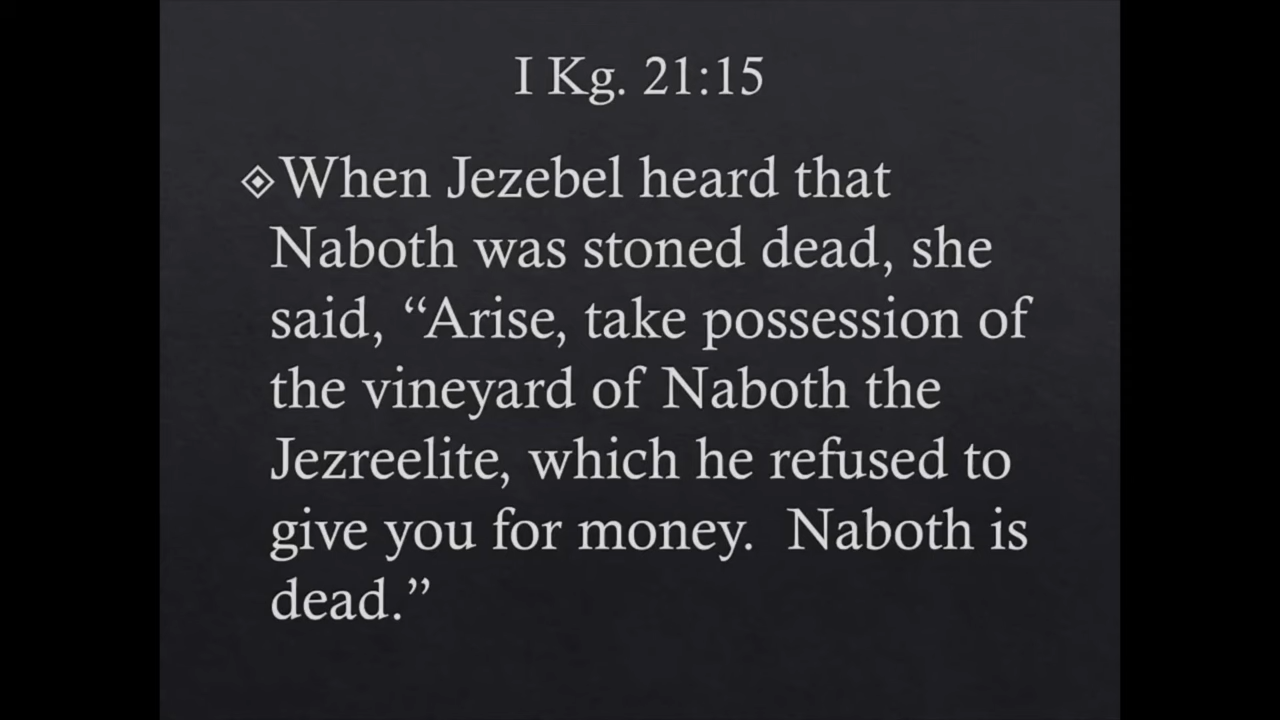 I Kg. 21:15
When Jezebel heard that
Naboth was stoned dead, she
said, “Arise, take possession of
the vineyard of Naboth the
Jezreelite, which he refused to
give you for money.  Naboth is
dead.”